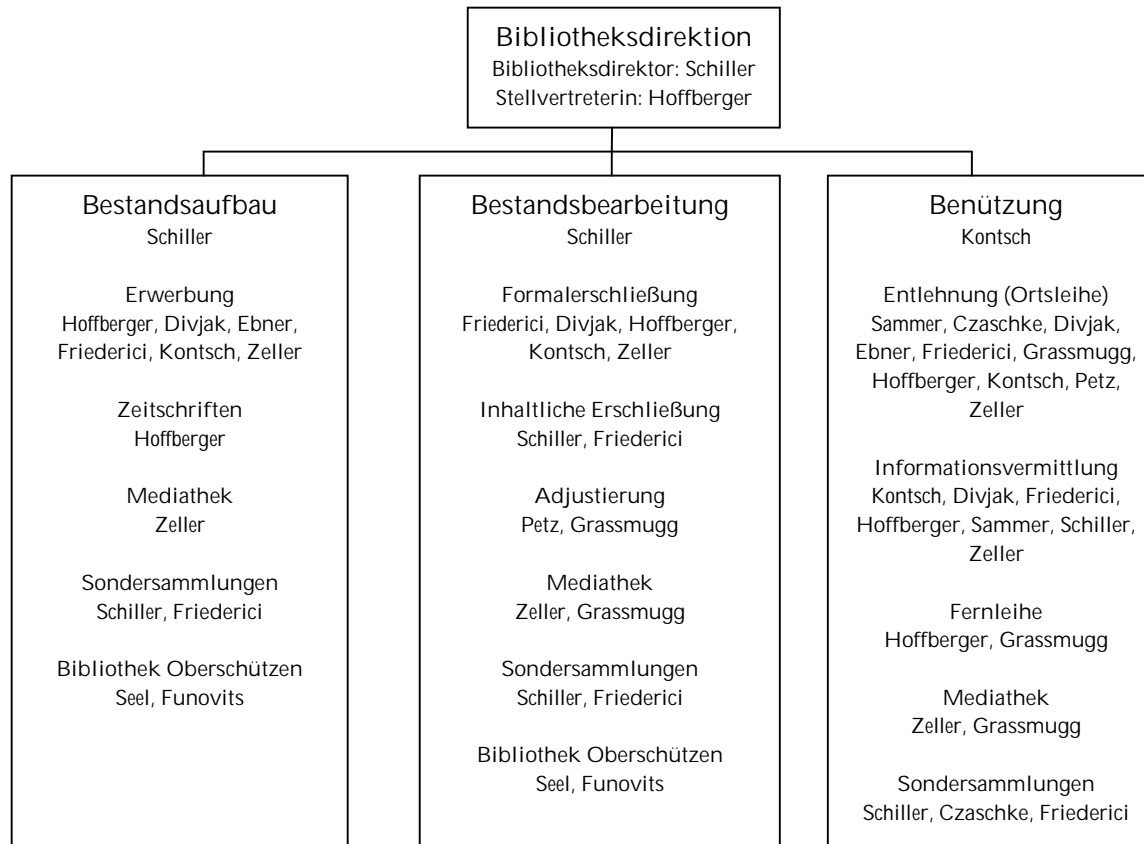 Bibliotheksdirektion
Bibliotheksdirektor: Schiller
Stellvertreterin: Hoffberger
Bestandsaufbau
Schiller
Erwerbung
Hoffberger, Divjak, Ebner,
Friederici, Kontsch, Zeller
Zeitschriften
Hoffberger
Mediathek
Zeller
Sondersammlungen
Schiller, Friederici
Bibliothek Oberschützen
Seel, Funovits
Bestandsbearbeitung
Schiller
Formalerschließung
Friederici, Divjak, Hoffberger,
Kontsch, Zeller
Inhaltliche Erschließung
Schiller, Friederici
Adjustierung
Petz, Grassmugg
Mediathek
Zeller, Grassmugg
Sondersammlungen
Schiller, Friederici
Bibliothek Oberschützen
Seel, Funovits
Benützung
Kontsch
Entlehnung (Ortsleihe)
Sammer, Czaschke, Divjak,
Ebner, Friederici, Grassmugg,
Hoffberger, Kontsch, Petz,
Zeller
Informationsvermittlung
Kontsch, Divjak, Friederici,
Hoffberger, Sammer, Schiller,
Zeller
Fernleihe
Hoffberger, Grassmugg
Mediathek
Zeller, Grassmugg
Sondersammlungen
Schiller, Czaschke, Friederici